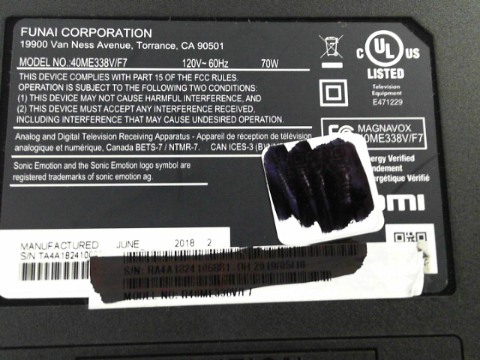 FUNAI CORPORATION
19900 Van Ness Avenue, Torrance, CA 90501
MODEL NO.:40ME338V/F7 120V~ 60Hz 70W
THIS DEVICE COMPLIES WITH PART 15 OF THE FCC RULES.
OPERATION IS SUBJECT TO THE FOLLOWING TWO CONDITIONS:
(1) THIS DEVICE MAY NOT CAUSE HARMFUL INTERFERENCE, AND
(2) THIS DEVICE MUST ACCEPT ANY INTERFERENCE,
INCLUDING INTERFERENCE THAT MAY CAUSE UNDESIRED OPERATION.
Analog and Digital Television Receiving Apparatus - Appareil de réception de télévision
analogique et numérique, Canada BETS-7 / NTMR-7. CAN ICES-3
Sonic Emotion and the Sonic Emotion logo symbol are
registered trademarks of sonic emotion ag.
C UL US
LISTED
Television
Equipment
E471229
FC
MAGNAVOX
40ME338V/F7
Energy Verified
MANUFACTURED JUNE 2018 2
S/N
MODEL NO: